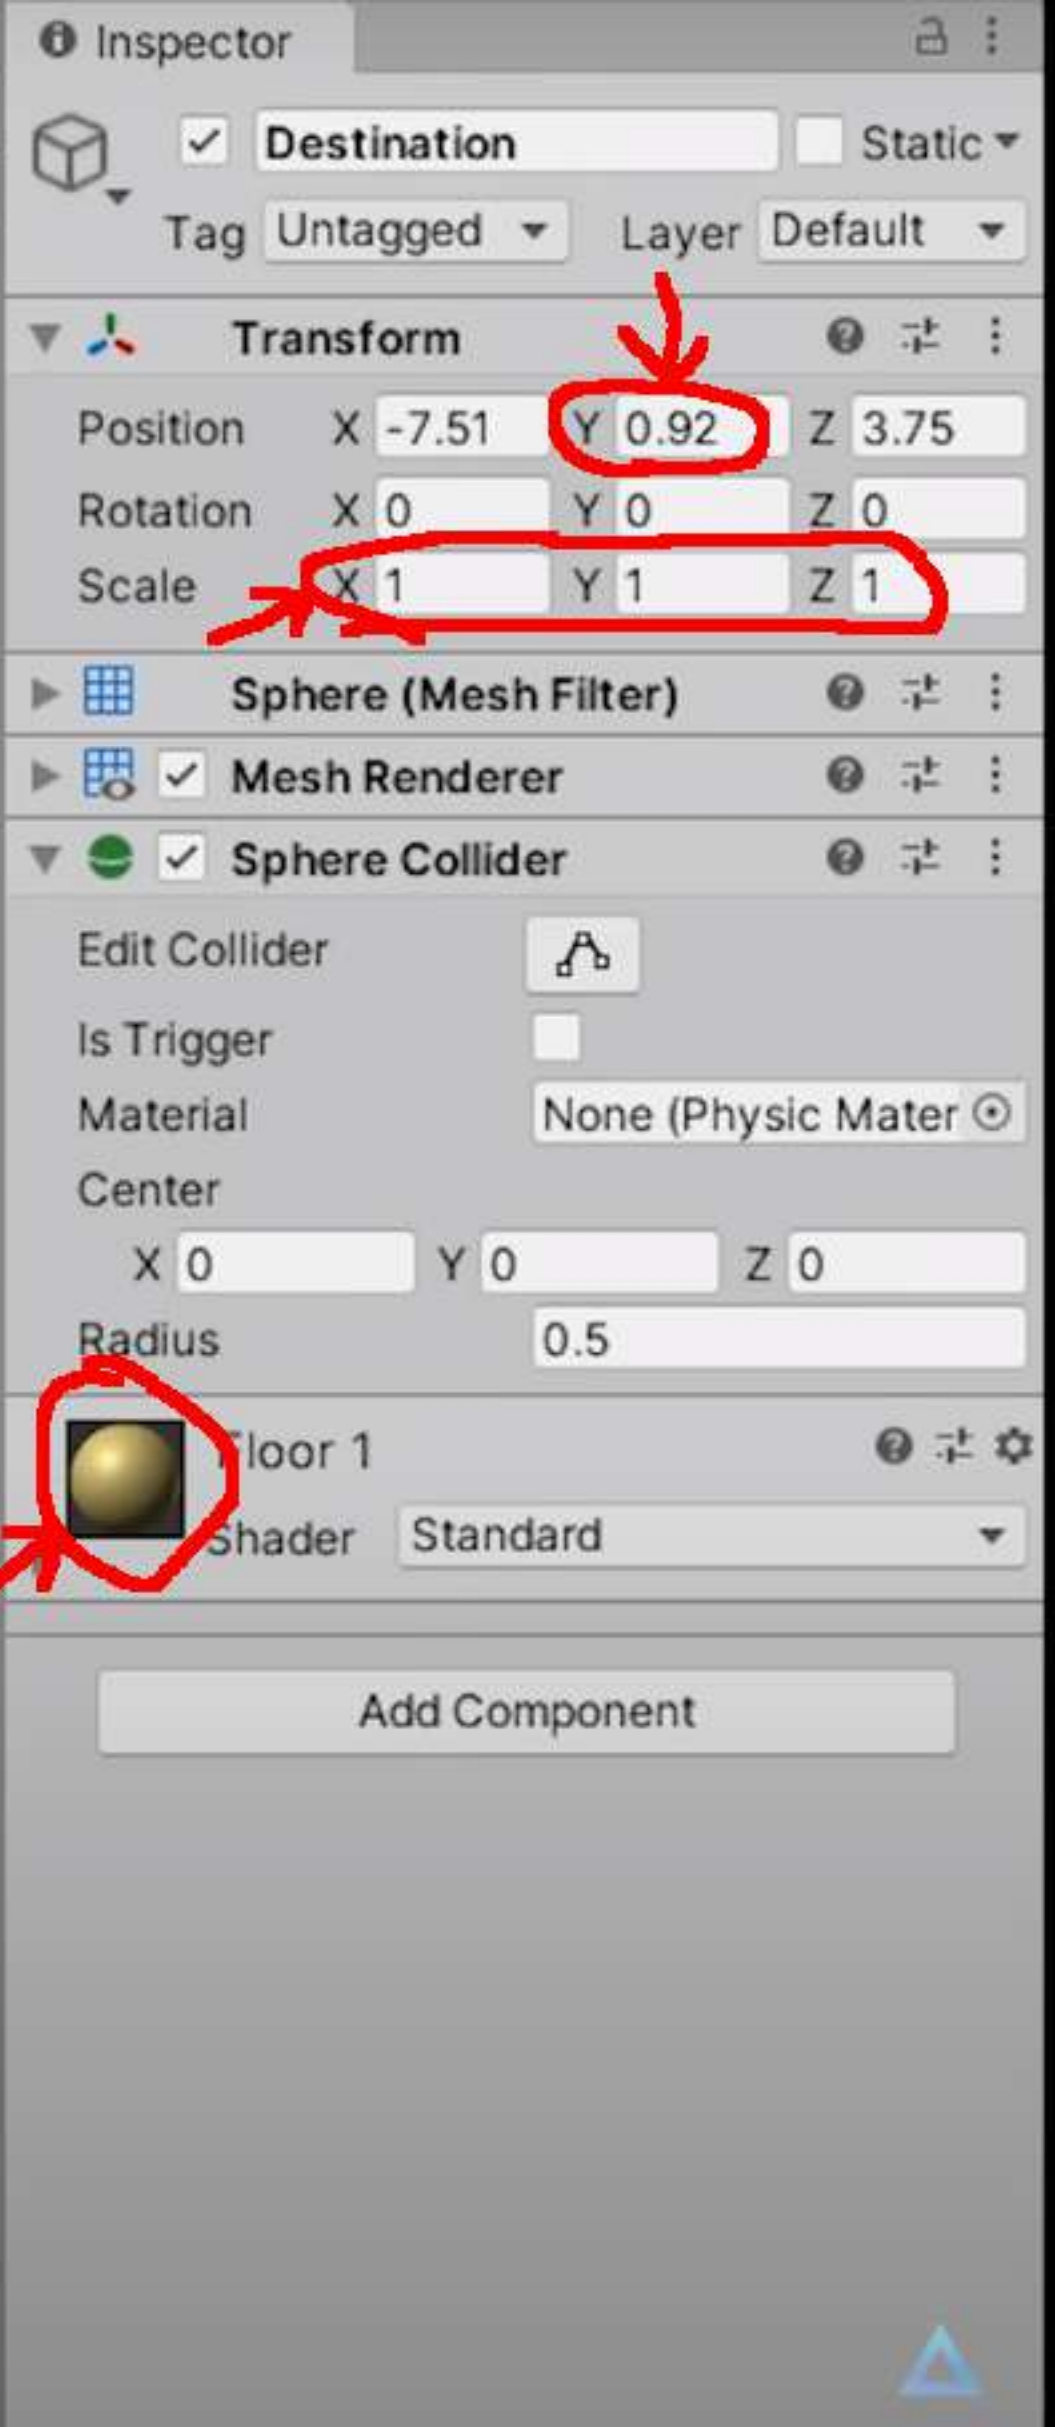 Inspector
Destination Static
Tag Untagged Layer Default
Transform
Position X -7.51 Y 0.92 Z 3.75
Rotation X 0 Y 0 Z 0
Scale X 1 Y 1 Z 1
Sphere (Mesh Filter)
Mesh Renderer
Sphere Collider
Edit Collider
Is Trigger
Material None (Physic Mater
Center
X 0 Y 0 Z 0
Radius 0.5
Floor 1
Shader Standard
Add Component